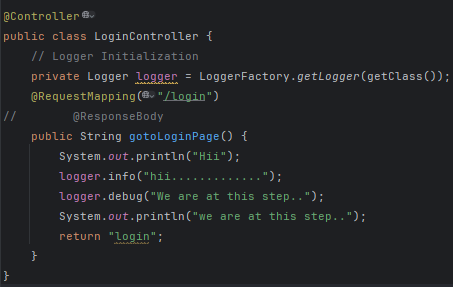 @Controller
public class LoginController {
    // Logger Initialization
    private Logger logger = LoggerFactory.getLogger(getClass());
    @RequestMapping("/login")
//        @ResponseBody
    public String gotoLoginPage() {
        System.out.println("Hii");
        logger.info("hii.............");
        logger.debug("We are at this step..");
        System.out.println("we are at this step..");
        return "login";
    }
}